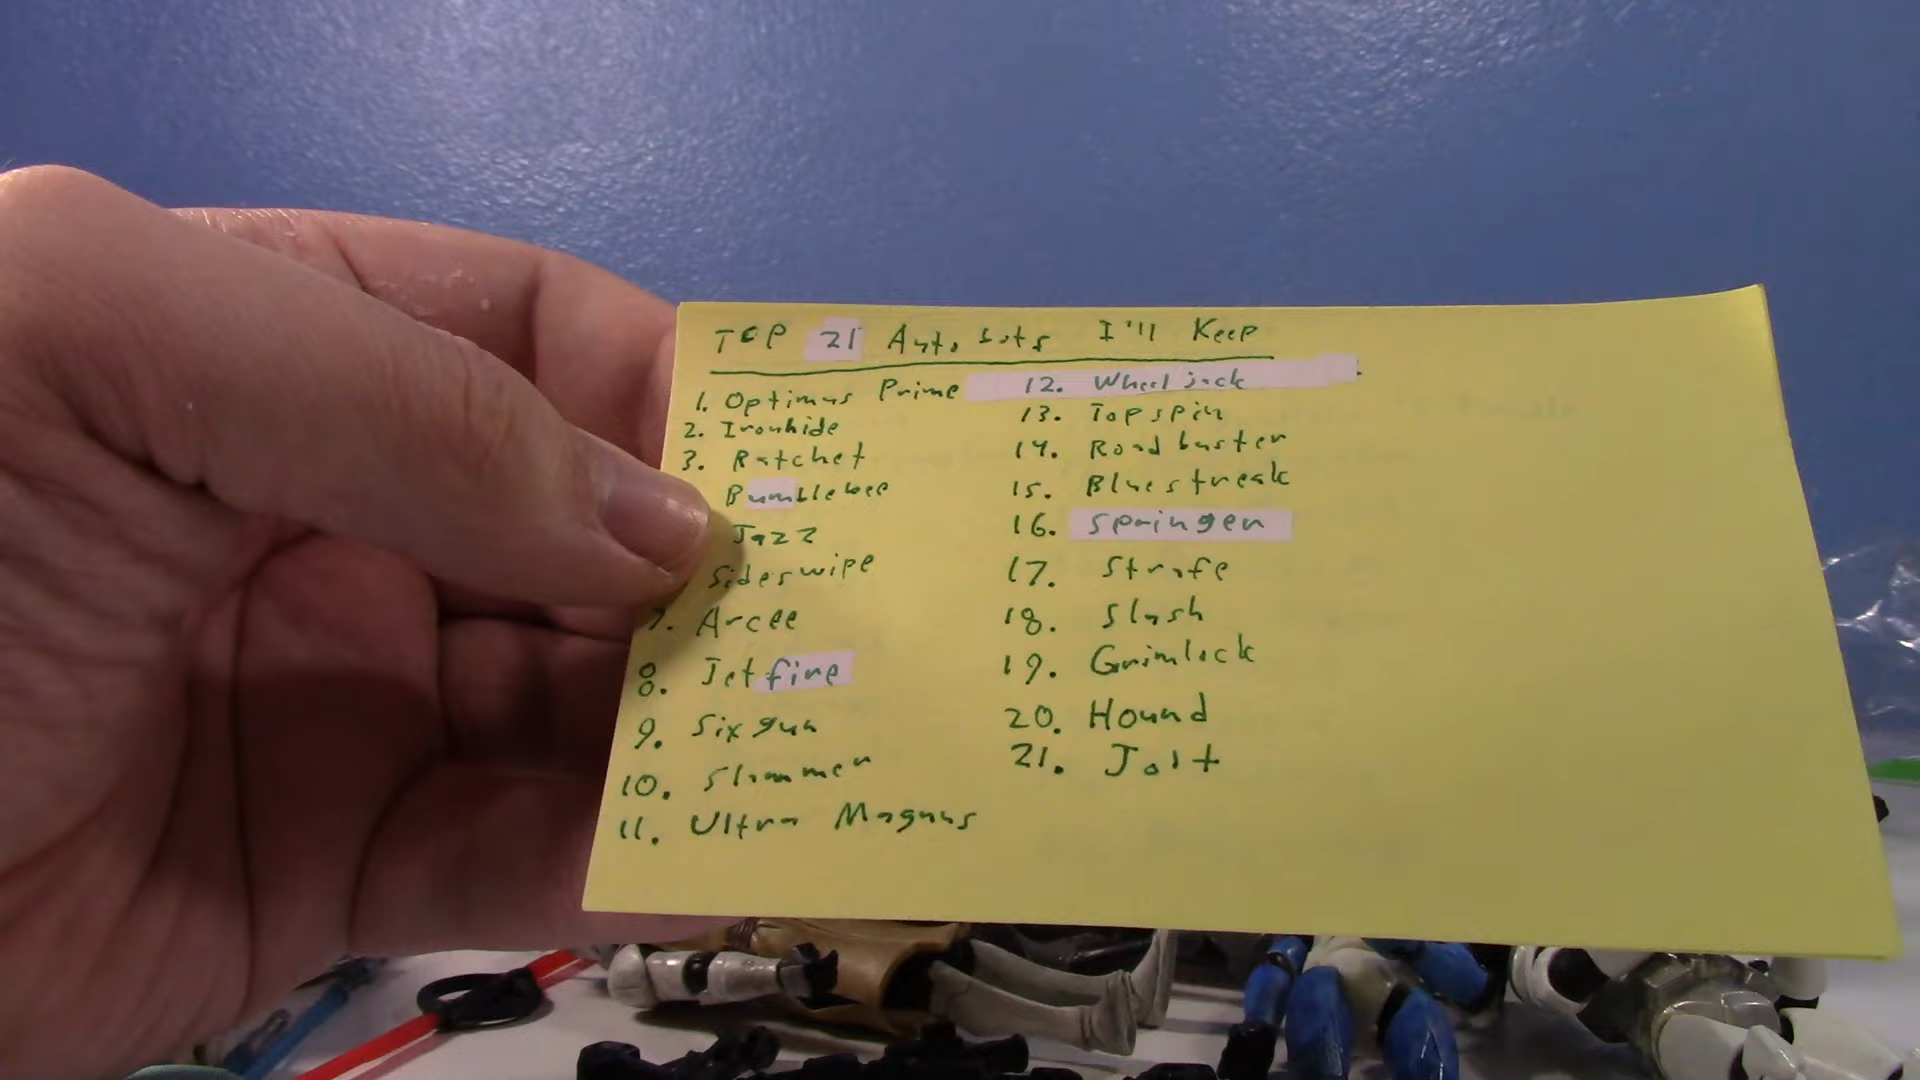 TOP 21 Autobots I'll Keep
1. Optimus Prime
2. Ironhide
3. Ratchet
Bumblebee
Jazz
Sideswipe
7. Arcee
8. Jetfire
9. Six gun
10. Slammer
11. Ultra Magnus
12. Wheeljack
13. Topspin
14. Roadbuster
15. Bluestreak
16. Springer
17. Strafe
18. Slash
19. Grimlock
20. Hound
21. Jolt